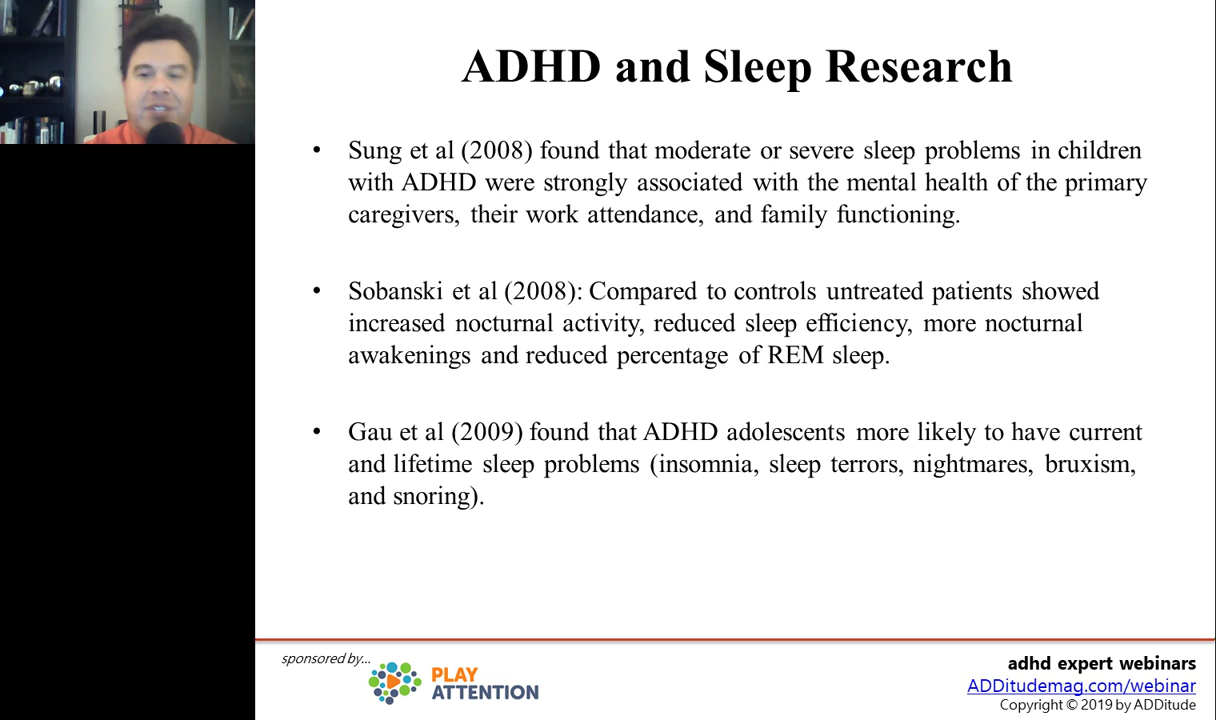 ADHD and Sleep Research
• Sung et al (2008) found that moderate or severe sleep problems in children
with ADHD were strongly associated with the mental health of the primary
caregivers, their work attendance, and family functioning.
• Sobanski et al (2008): Compared to controls untreated patients showed
increased nocturnal activity, reduced sleep efficiency, more nocturnal
awakenings and reduced percentage of REM sleep.
• Gau et al (2009) found that ADHD adolescents more likely to have current
and lifetime sleep problems (insomnia, sleep terrors, nightmares, bruxism,
and snoring).
sponsored by...
PLAY
ATTENTION
adhd expert webinars
ADDitudemag.com/webinar
Copyright © 2019 by ADDitude